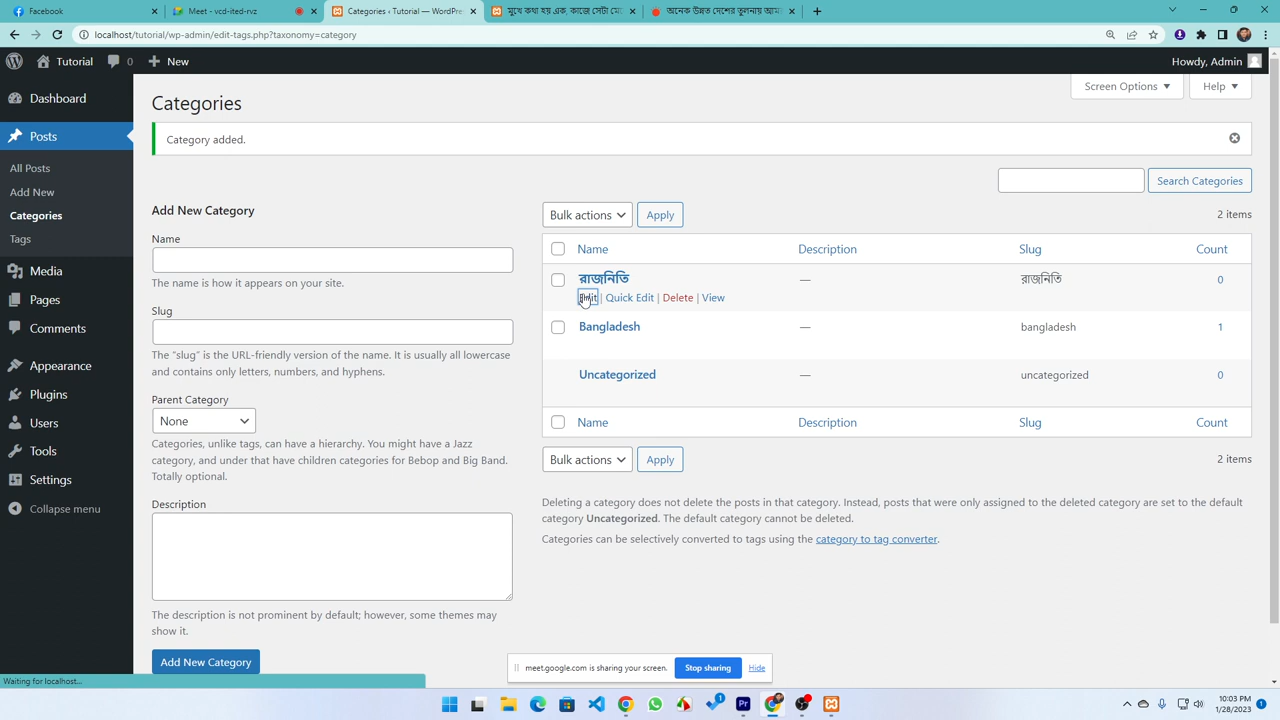 Facebook
Meet - vcd-ited-rvz
Categories ‹ Tutorial — WordPre
মুখে কথা হয় এক, কাজে সেটা
অনেক উন্নত দেশের তুলনায়
localhost/tutorial/wp-admin/edit-tags.php?taxonomy=category
Tutorial 0 New Howdy, Admin
Screen Options Help
Dashboard
Posts
All Posts
Add New
Categories
Tags
Media
Pages
Comments
Appearance
Plugins
Users
Tools
Settings
Collapse menu
Categories
Category added.
Search Categories
Add New Category
Name
The name is how it appears on your site.
Slug
The “slug” is the URL-friendly version of the name. It is usually all lowercase
and contains only letters, numbers, and hyphens.
Parent Category
None
Categories, unlike tags, can have a hierarchy. You might have a Jazz
category, and under that have children categories for Bebop and Big Band.
Totally optional.
Description
The description is not prominent by default; however, some themes may
show it.
Add New Category
Bulk actions Apply 2 items
Name Description Slug Count
রাজনিতি — রাজনিতি 0
Edit | Quick Edit | Delete | View
Bangladesh — bangladesh 1
Uncategorized — uncategorized 0
Name Description Slug Count
Bulk actions Apply 2 items
Deleting a category does not delete the posts in that category. Instead, posts that were only assigned to the deleted category are set to the default
category Uncategorized. The default category cannot be deleted.
Categories can be selectively converted to tags using the category to tag converter.
meet.google.com is sharing your screen. Stop sharing Hide
Waiting for localhost...
1
Pr
10:03 PM
1/28/2023
1